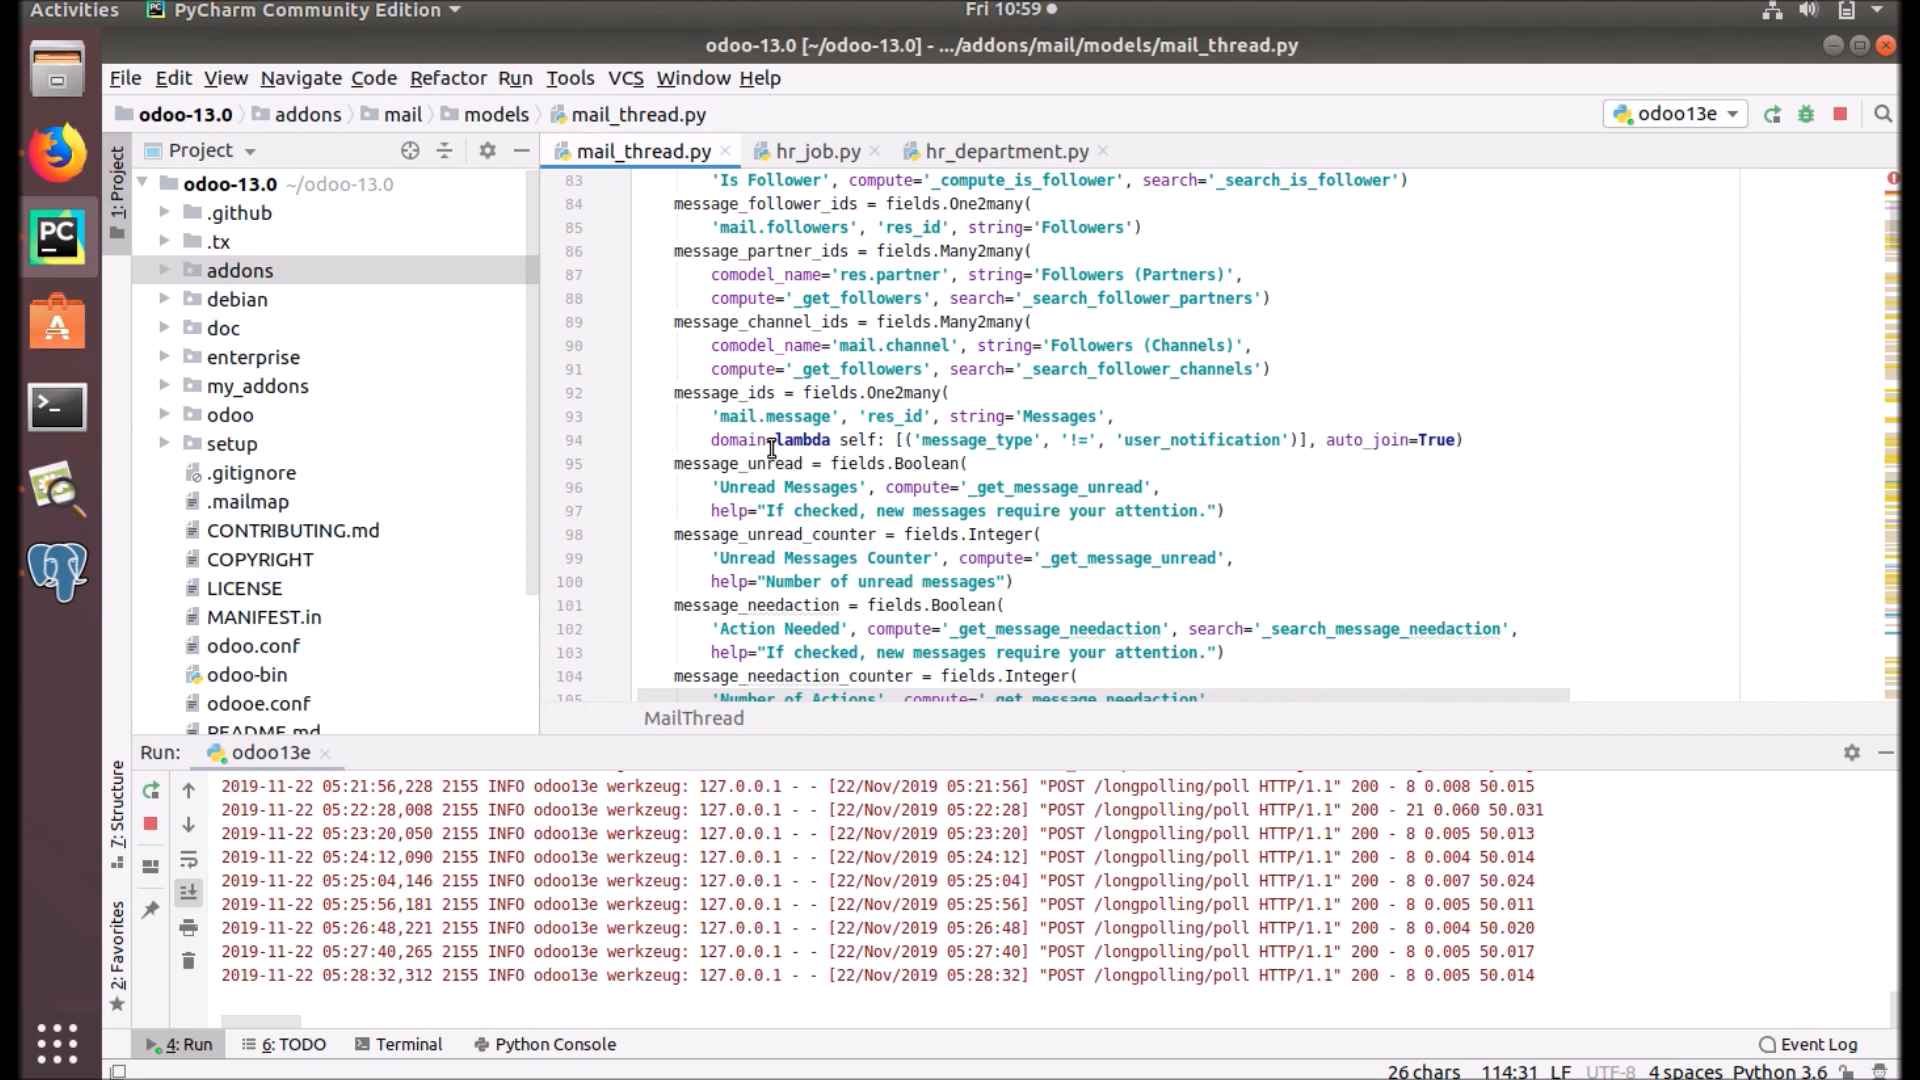 Activities PyCharm Community Edition Fri 10:59
odoo-13.0 [~/odoo-13.0] - .../addons/mail/models/mail_thread.py
File Edit View Navigate Code Refactor Run Tools VCS Window Help
odoo-13.0 addons mail models mail_thread.py odoo13e
1: Project
Project
odoo-13.0 ~/odoo-13.0
.github
.tx
addons
debian
doc
enterprise
my_addons
odoo
setup
.gitignore
.mailmap
CONTRIBUTING.md
COPYRIGHT
LICENSE
MANIFEST.in
odoo.conf
odoo-bin
odooe.conf
README.md
mail_thread.py hr_job.py hr_department.py
83 'Is Follower', compute='_compute_is_follower', search='_search_is_follower')
84 message_follower_ids = fields.One2many(
85 'mail.followers', 'res_id', string='Followers')
86 message_partner_ids = fields.Many2many(
87 comodel_name='res.partner', string='Followers (Partners)',
88 compute='_get_followers', search='_search_follower_partners')
89 message_channel_ids = fields.Many2many(
90 comodel_name='mail.channel', string='Followers (Channels)',
91 compute='_get_followers', search='_search_follower_channels')
92 message_ids = fields.One2many(
93 'mail.message', 'res_id', string='Messages',
94 domain=lambda self: [('message_type', '!=', 'user_notification')], auto_join=True)
95 message_unread = fields.Boolean(
96 'Unread Messages', compute='_get_message_unread',
97 help="If checked, new messages require your attention.")
98 message_unread_counter = fields.Integer(
99 'Unread Messages Counter', compute='_get_message_unread',
100 help="Number of unread messages")
101 message_needaction = fields.Boolean(
102 'Action Needed', compute='_get_message_needaction', search='_search_message_needaction',
103 help="If checked, new messages require your attention.")
104 message_needaction_counter = fields.Integer(
105 'Number of Actions', compute='_get_message_needaction',
MailThread
Run: odoo13e
7: Structure
2: Favorites
2019-11-22 05:21:56,228 2155 INFO odoo13e werkzeug: 127.0.0.1 - - [22/Nov/2019 05:21:56] "POST /longpolling/poll HTTP/1.1" 200 - 8 0.008 50.015
2019-11-22 05:22:28,008 2155 INFO odoo13e werkzeug: 127.0.0.1 - - [22/Nov/2019 05:22:28] "POST /longpolling/poll HTTP/1.1" 200 - 21 0.060 50.031
2019-11-22 05:23:20,050 2155 INFO odoo13e werkzeug: 127.0.0.1 - - [22/Nov/2019 05:23:20] "POST /longpolling/poll HTTP/1.1" 200 - 8 0.005 50.013
2019-11-22 05:24:12,090 2155 INFO odoo13e werkzeug: 127.0.0.1 - - [22/Nov/2019 05:24:12] "POST /longpolling/poll HTTP/1.1" 200 - 8 0.004 50.014
2019-11-22 05:25:04,146 2155 INFO odoo13e werkzeug: 127.0.0.1 - - [22/Nov/2019 05:25:04] "POST /longpolling/poll HTTP/1.1" 200 - 8 0.007 50.024
2019-11-22 05:25:56,181 2155 INFO odoo13e werkzeug: 127.0.0.1 - - [22/Nov/2019 05:25:56] "POST /longpolling/poll HTTP/1.1" 200 - 8 0.005 50.011
2019-11-22 05:26:48,221 2155 INFO odoo13e werkzeug: 127.0.0.1 - - [22/Nov/2019 05:26:48] "POST /longpolling/poll HTTP/1.1" 200 - 8 0.004 50.020
2019-11-22 05:27:40,265 2155 INFO odoo13e werkzeug: 127.0.0.1 - - [22/Nov/2019 05:27:40] "POST /longpolling/poll HTTP/1.1" 200 - 8 0.005 50.017
2019-11-22 05:28:32,312 2155 INFO odoo13e werkzeug: 127.0.0.1 - - [22/Nov/2019 05:28:32] "POST /longpolling/poll HTTP/1.1" 200 - 8 0.005 50.014
4: Run 6: TODO Terminal Python Console Event Log
26 chars 114:31 LF UTF-8 4 spaces Python 3.6